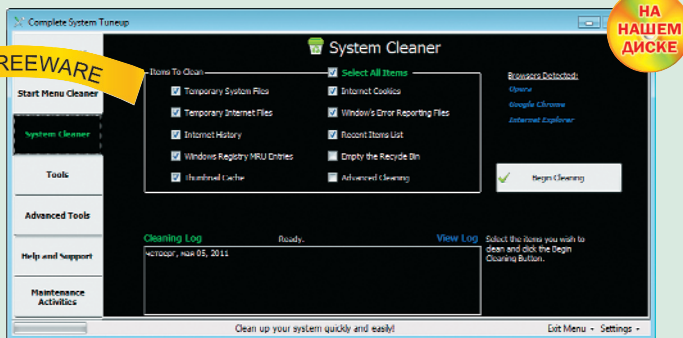 Complete System Tuneup
НА
НАШЕМ
ДИСКЕ
REEWARE
System Cleaner
Start Menu Cleaner
System Cleaner
Tools
Advanced Tools
Help and Support
Maintenance
Activities
Items To Clean
Select All Items
Temporary System Files
Internet Cookies
Temporary Internet Files
Window's Error Reporting Files
Internet History
Recent Items List
Windows Registry MRU Entries
Empty the Recycle Bin
Thumbnail Cache
Advanced Cleaning
Browsers Detected:
Opera
Google Chrome
Internet Explorer
Begin Cleaning
Cleaning Log
Ready.
View Log
четверг, мая 05, 2011
Select the items you wish to
clean and click the Begin
Cleaning Button.
Clean up your system quickly and easily!
Exit Menu
Settings